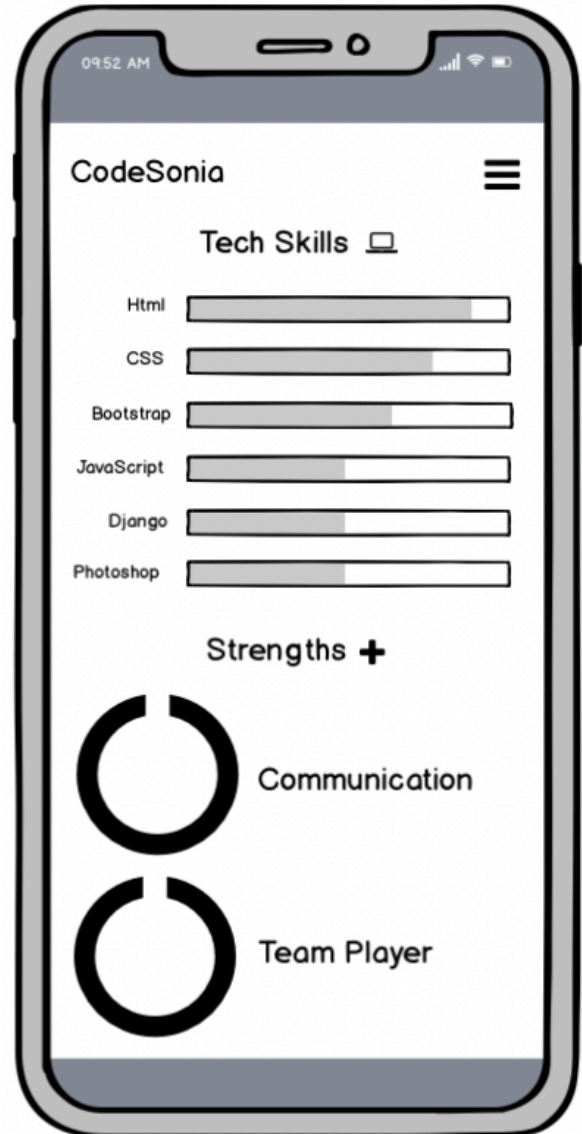 09:52 AM
CodeSonia
Tech Skills
Html
CSS
Bootstrap
JavaScript
Django
Photoshop
Strengths
Communication
Team Player